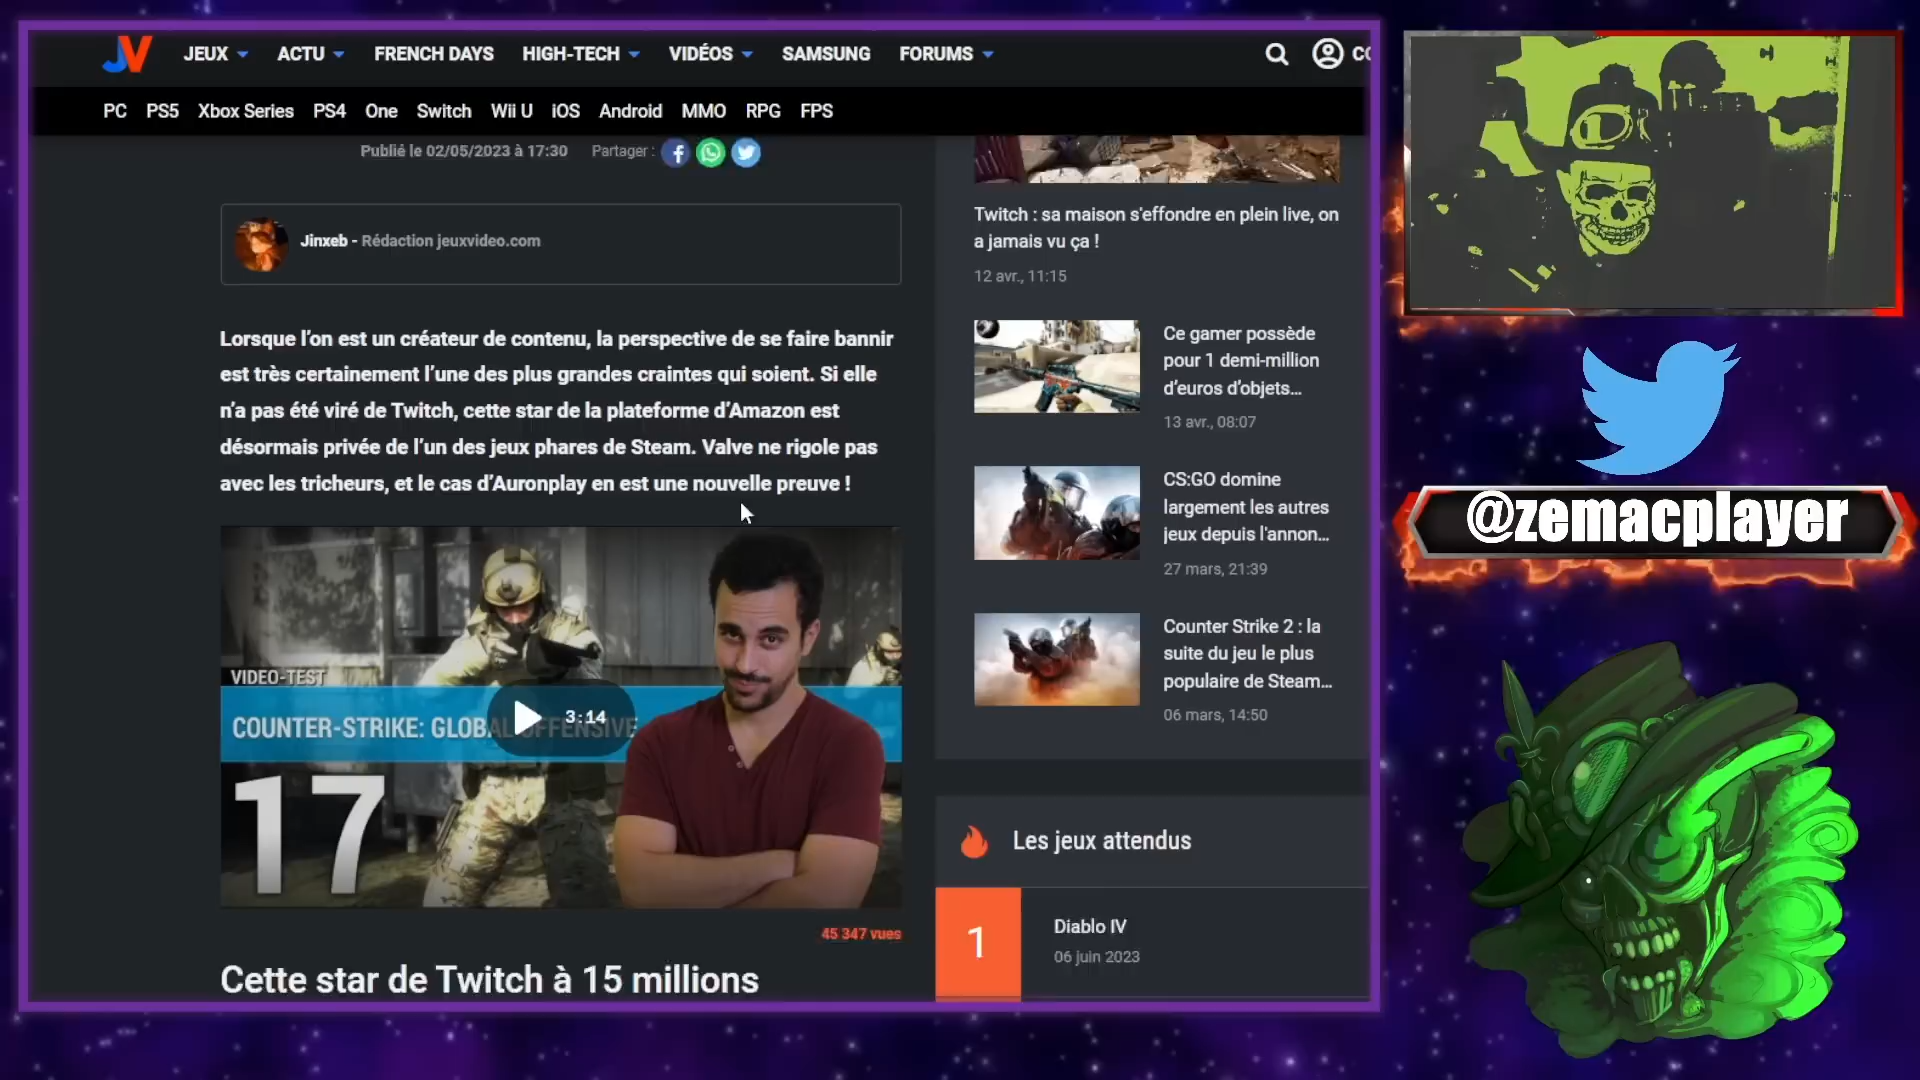 JV JEUX ACTU FRENCH DAYS HIGH-TECH VIDÉOS SAMSUNG FORUMS
PC PS5 Xbox Series PS4 One Switch Wii U iOS Android MMO RPG FPS
Publié le 02/05/2023 à 17:30 Partager :
Jinxeb - Rédaction jeuxvideo.com
Lorsque l’on est un créateur de contenu, la perspective de se faire bannir
est très certainement l’une des plus grandes craintes qui soient. Si elle
n’a pas été viré de Twitch, cette star de la plateforme d’Amazon est
désormais privée de l’un des jeux phares de Steam. Valve ne rigole pas
avec les tricheurs, et le cas d’Auronplay en est une nouvelle preuve !
VIDEO-TEST
COUNTER-STRIKE: GLOBAL OFFENSIVE
3:14
17
45 347 vues
Cette star de Twitch à 15 millions
Twitch : sa maison s'effondre en plein live, on
a jamais vu ça !
12 avr., 11:15
Ce gamer possède
pour 1 demi-million
d’euros d’objets...
13 avr., 08:07
CS:GO domine
largement les autres
jeux depuis l'annon...
27 mars, 21:39
Counter Strike 2 : la
suite du jeu le plus
populaire de Steam...
06 mars, 14:50
Les jeux attendus
1
Diablo IV
06 juin 2023
@zemacplayer